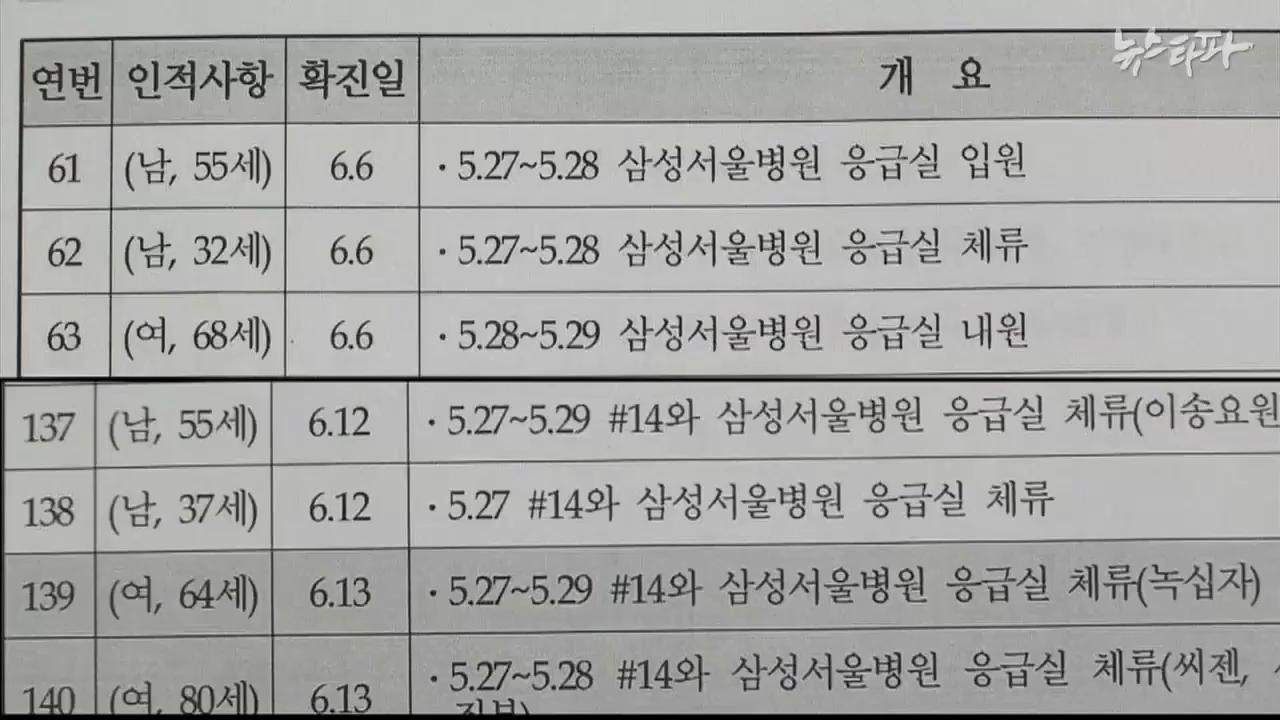 뉴스타파
연번 인적사항 확진일 개 요
61 (남, 55세) 6.6 · 5.27~5.28 삼성서울병원 응급실 입원
62 (남, 32세) 6.6 · 5.27~5.28 삼성서울병원 응급실 체류
63 (여, 68세) 6.6 · 5.28~5.29 삼성서울병원 응급실 내원
137 (남, 55세) 6.12 · 5.27~5.29 #14와 삼성서울병원 응급실 체류(이송요원
138 (남, 37세) 6.12 · 5.27 #14와 삼성서울병원 응급실 체류
139 (여, 64세) 6.13 · 5.27~5.29 #14와 삼성서울병원 응급실 체류(녹십자)
140 (여, 80세) 6.13 · 5.27~5.28 #14와 삼성서울병원 응급실 체류(씨젠,